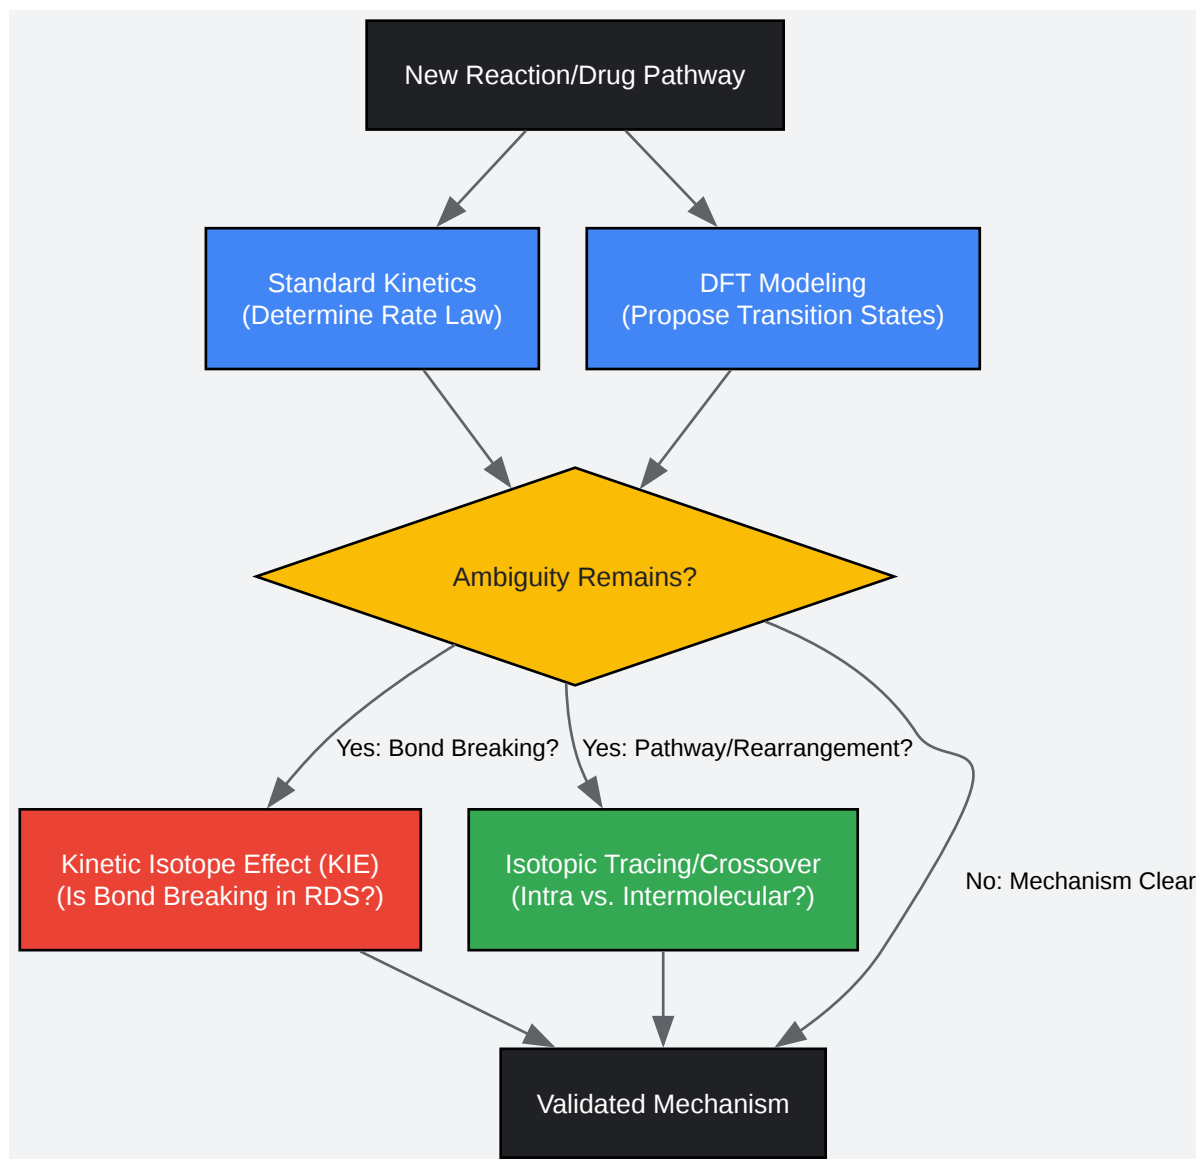 New Reaction/Drug Pathway
Standard Kinetics
(Determine Rate Law)
DFT Modeling
(Propose Transition States)
Ambiguity Remains?
Yes: Bond Breaking?
Yes: Pathway/Rearrangement?
Kinetic Isotope Effect (KIE)
(Is Bond Breaking in RDS?)
Isotopic Tracing/Crossover
(Intra vs. Intermolecular?)
No: Mechanism Clear
Validated Mechanism